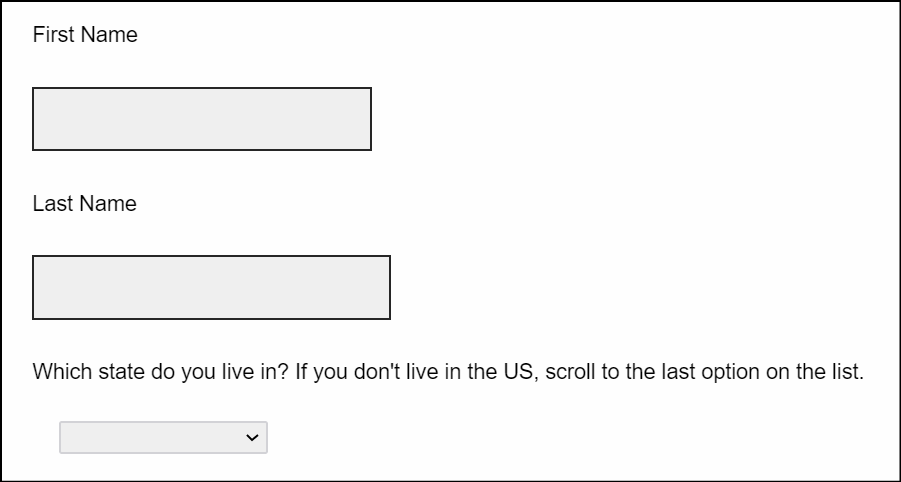 First Name
Last Name
Which state do you live in? If you don't live in the US, scroll to the last option on the list.